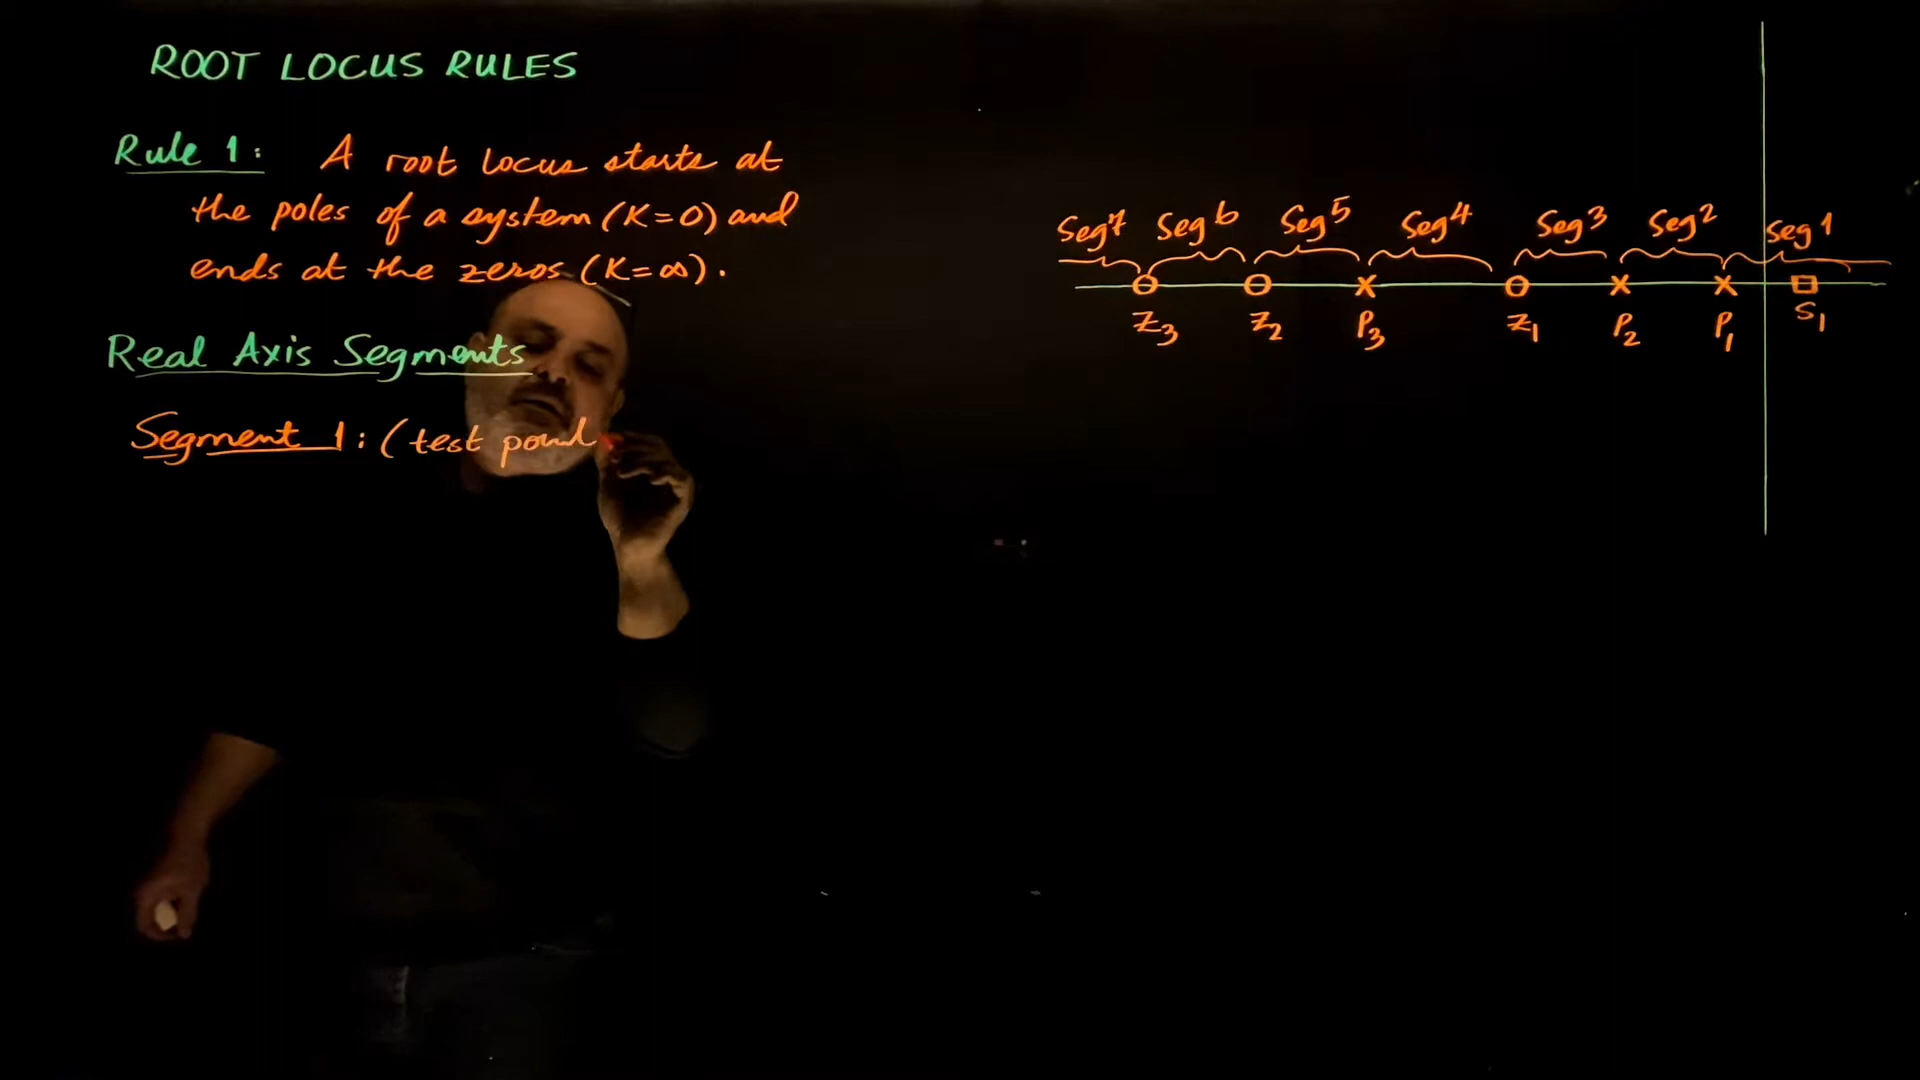 ROOT LOCUS RULES
Rule 1: A root locus starts at
the poles of a system (K=0) and
ends at the zeros (K=∞).
Real Axis Segments
Segment 1: (test point
Seg7 Seg6 Seg5 Seg4 Seg3 Seg2 Seg1
Z3 Z2 P3 Z1 P2 P1 S1